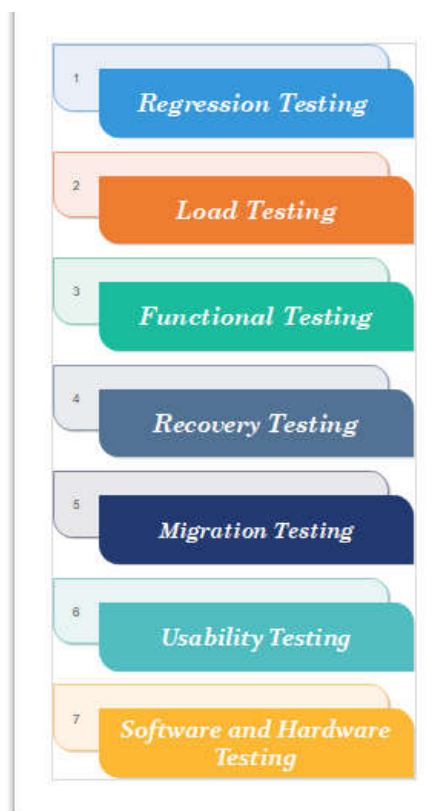 1
Regression Testing
2
Load Testing
3
Functional Testing
4
Recovery Testing
5
Migration Testing
6
Usability Testing
7
Software and Hardware
Testing